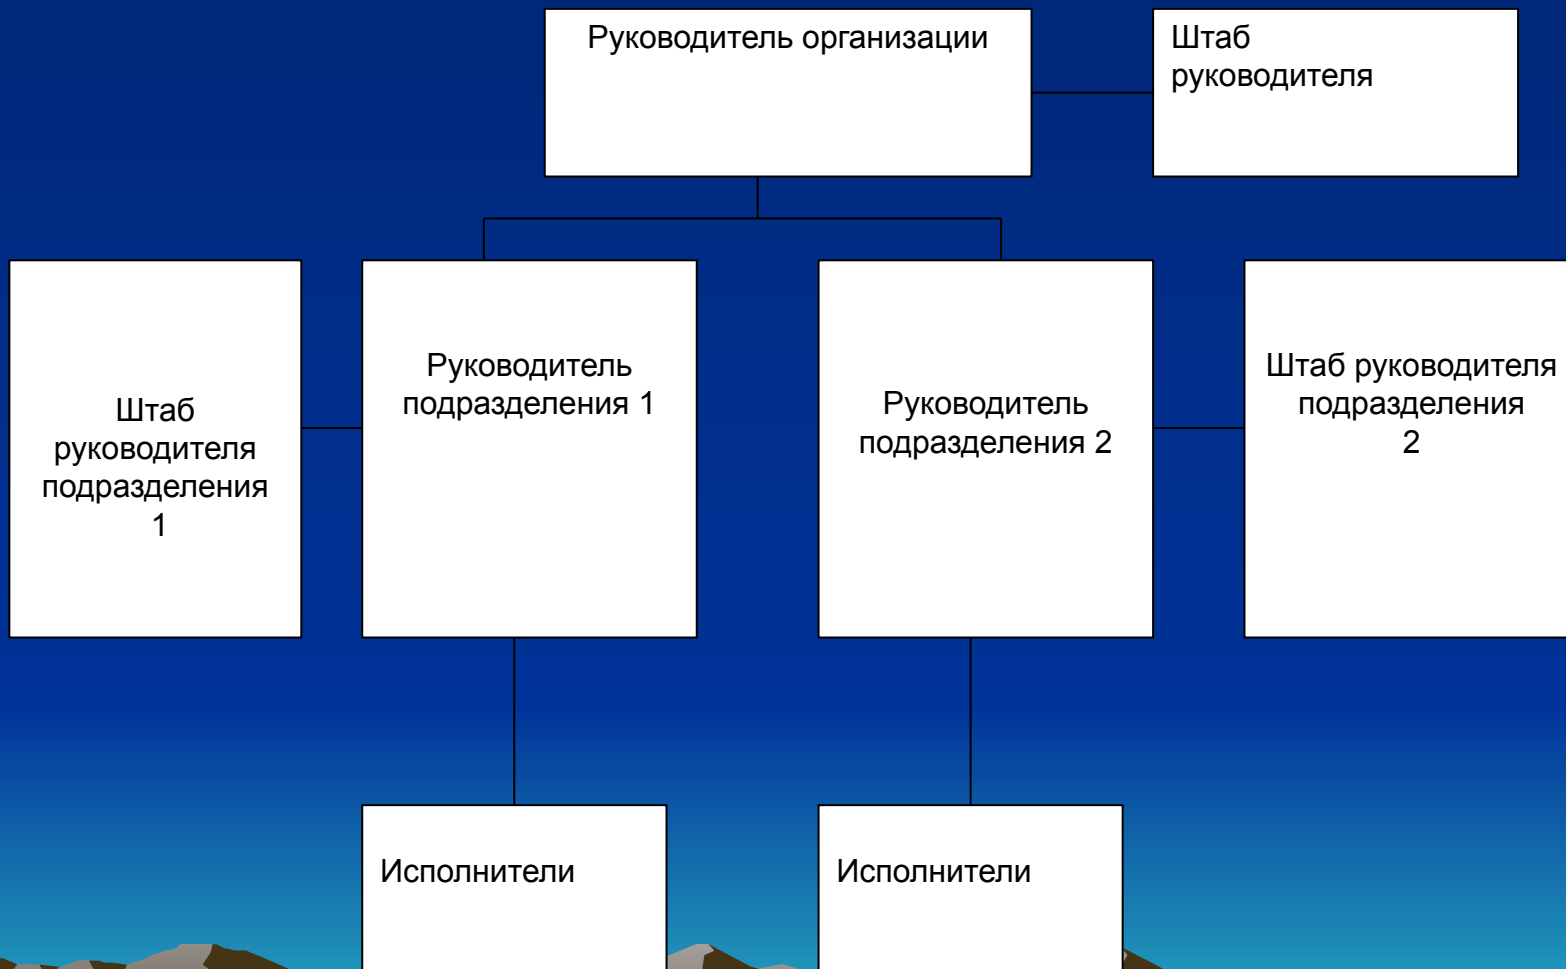 Руководитель организации
Штаб
руководителя
Штаб
руководителя
подразделения
1
Руководитель
подразделения 1
Руководитель
подразделения 2
Штаб руководителя
подразделения
2
Исполнители
Исполнители